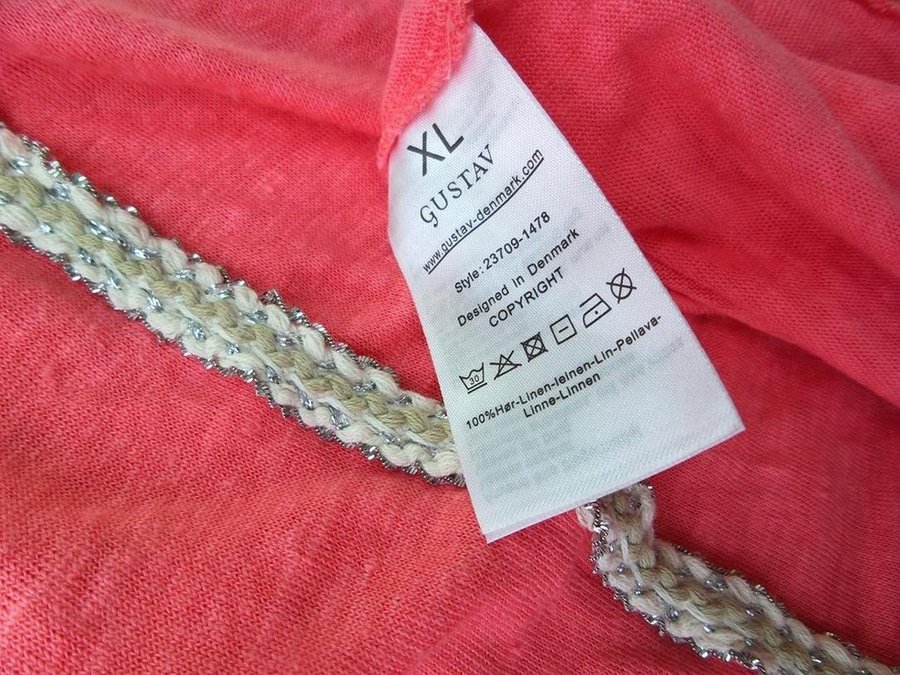 XL
GUSTAV
www.gustav-denmark.com
Style: 23709-1478
Designed in Denmark
COPYRIGHT
30
100%Hør-Linen-leinen-Lin-Pellava-
Linne-Linnen